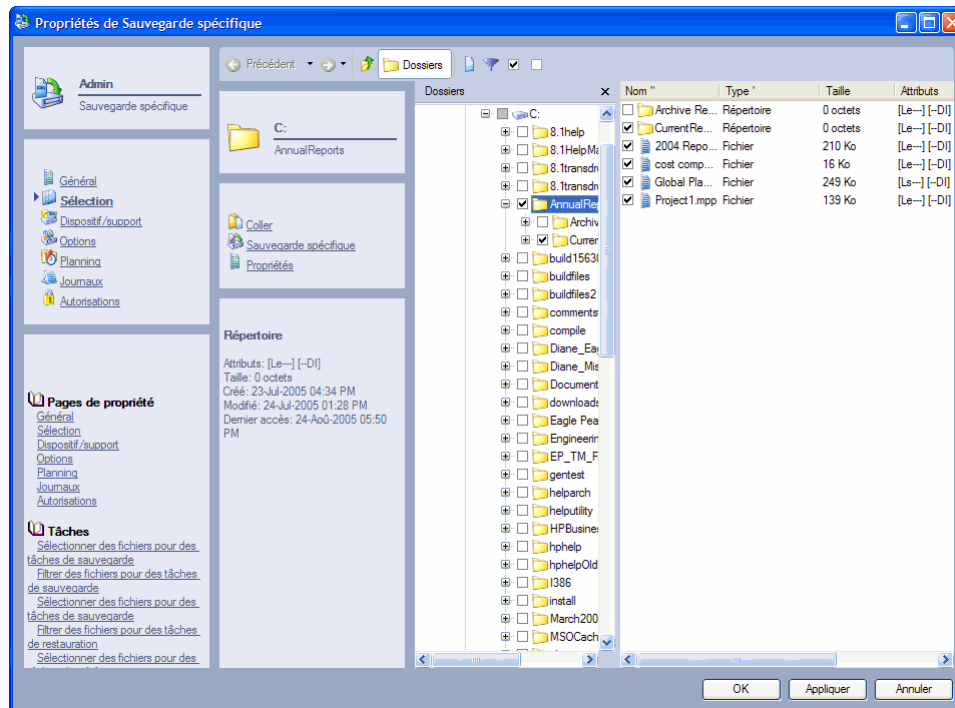 Propriétés de Sauvegarde spécifique
Admin
Sauvegarde spécifique
Général
Sélection
Dispositif/support
Options
Planning
Journaux
Autorisations
Pages de propriété
Général
Sélection
Dispositif/support
Options
Planning
Journaux
Autorisations
Tâches
Sélectionner des fichiers pour des
tâches de sauvegarde
Filtrer des fichiers pour des tâches
de sauvegarde
Sélectionner des fichiers pour des
tâches de sauvegarde
Filtrer des fichiers pour des tâches
de restauration
Sélectionner des fichiers pour des
Précédent
Dossiers
C:
AnnualReports
Coller
Sauvegarde spécifique
Propriétés
Répertoire
Attributs: [Le---] [--DI]
Taille: 0 octets
Créé: 23-Jul-2005 04:34 PM
Modifié: 24-Jul-2005 01:28 PM
Dernier accès: 24-Aoû-2005 05:50
PM
Dossiers
C:
8.1help
8.1HelpMa
8.1transdn
8.1transdn
AnnualRep
Archiv
Curren
build1563
buildfiles
buildfiles2
comments
compile
Diane_Eag
Diane_Mis
Document
downloads
Eagle Pea
Engineerin
EP_TM_F
gentest
helparch
helputility
HPBusines
hphelp
hphelpOld
I386
install
March200
MSOCach
Nom " Type ' Taille Attributs
Archive Re... Répertoire 0 octets [Le---] [--DI]
CurrentRe... Répertoire 0 octets [Le---] [--DI]
2004 Repo... Fichier 210 Ko [Le---] [--DI]
cost comp... Fichier 16 Ko [Le---] [--DI]
Global Pla... Fichier 249 Ko [Ls---] [--DI]
Project1.mpp Fichier 139 Ko [Le---] [--DI]
OK Appliquer Annuler